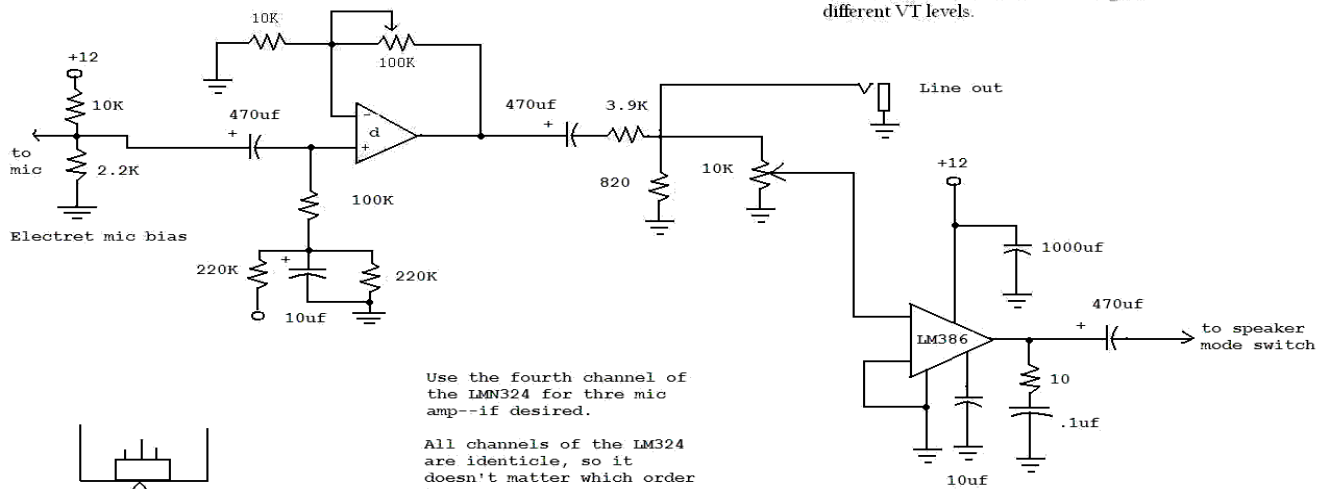 different VT levels.
10K
100K
+12
10K
470uf
+
to
mic
2.2K
Electret mic bias
-
d
+
100K
220K
+
10uf
220K
470uf
+
3.9K
820
10K
Line out
+12
1000uf
LM386
470uf
+
to speaker
mode switch
10
.1uf
10uf
Use the fourth channel of
the LMN324 for thre mic
amp--if desired.
All channels of the LM324
are identicle, so it
doesn't matter which order